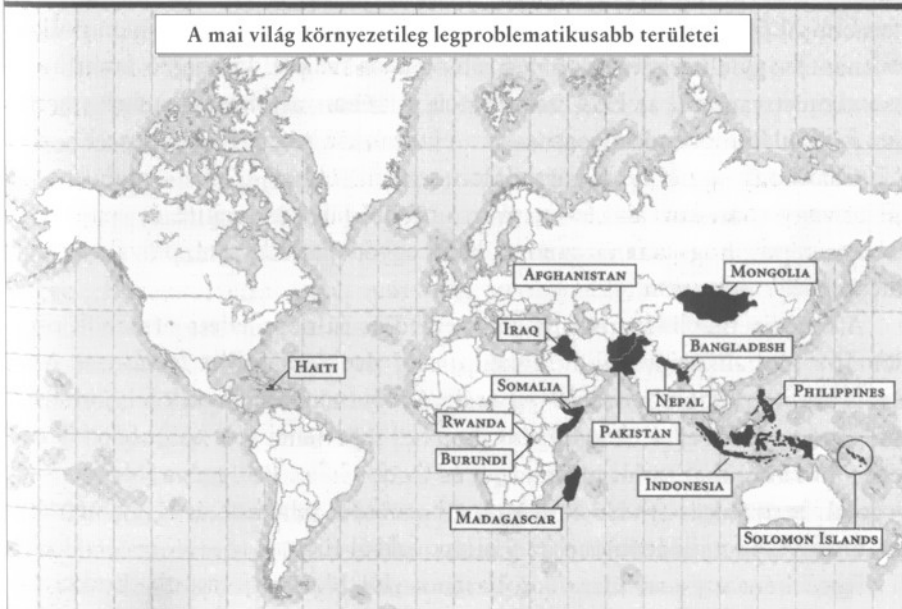 A mai világ környezetileg legproblematikusabb területei
AFGHANISTAN
MONGOLIA
IRAQ
BANGLADESH
HAITI
SOMALIA
NEPAL
PHILIPPINES
RWANDA
PAKISTAN
BURUNDI
INDONESIA
MADAGASCAR
SOLOMON ISLANDS